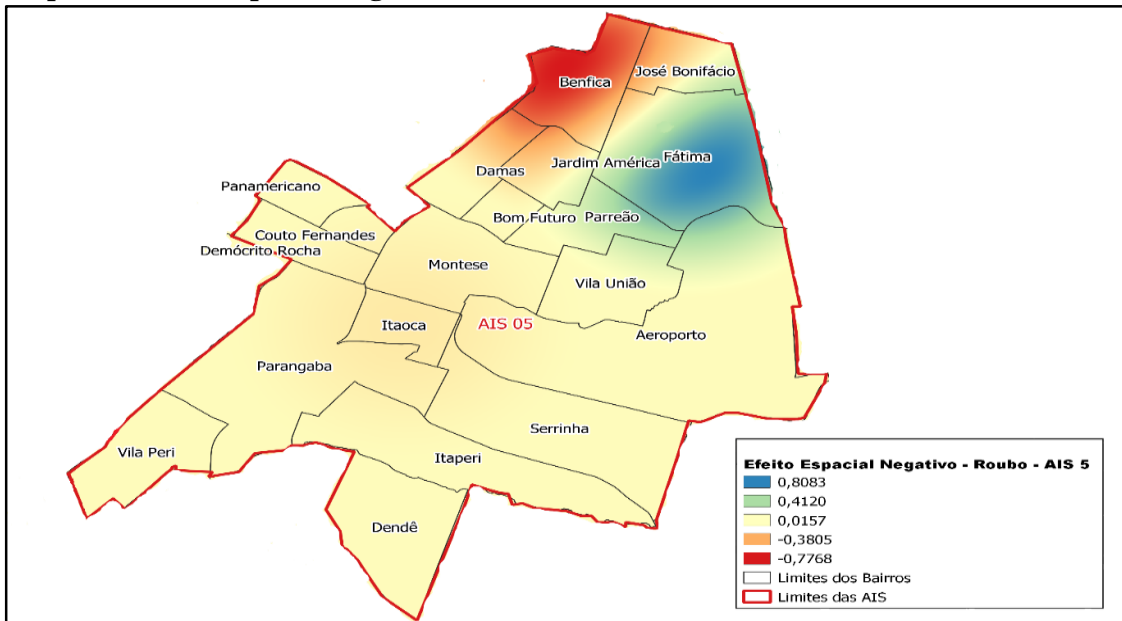 Benfica
José Bonifácio
Jardim América
Fátima
Damas
Panamericano
Bom Futuro
Parreão
Couto Fernandes
Demócrito Rocha
Montese
Vila União
Itaoca
AIS 05
Aeroporto
Parangaba
Serrinha
Vila Peri
Itaperi
Dendê
Efeito Espacial Negativo - Roubo - AIS 5
0,8083
0,4120
0,0157
-0,3805
-0,7768
Limites dos Bairros
Limites das AIS